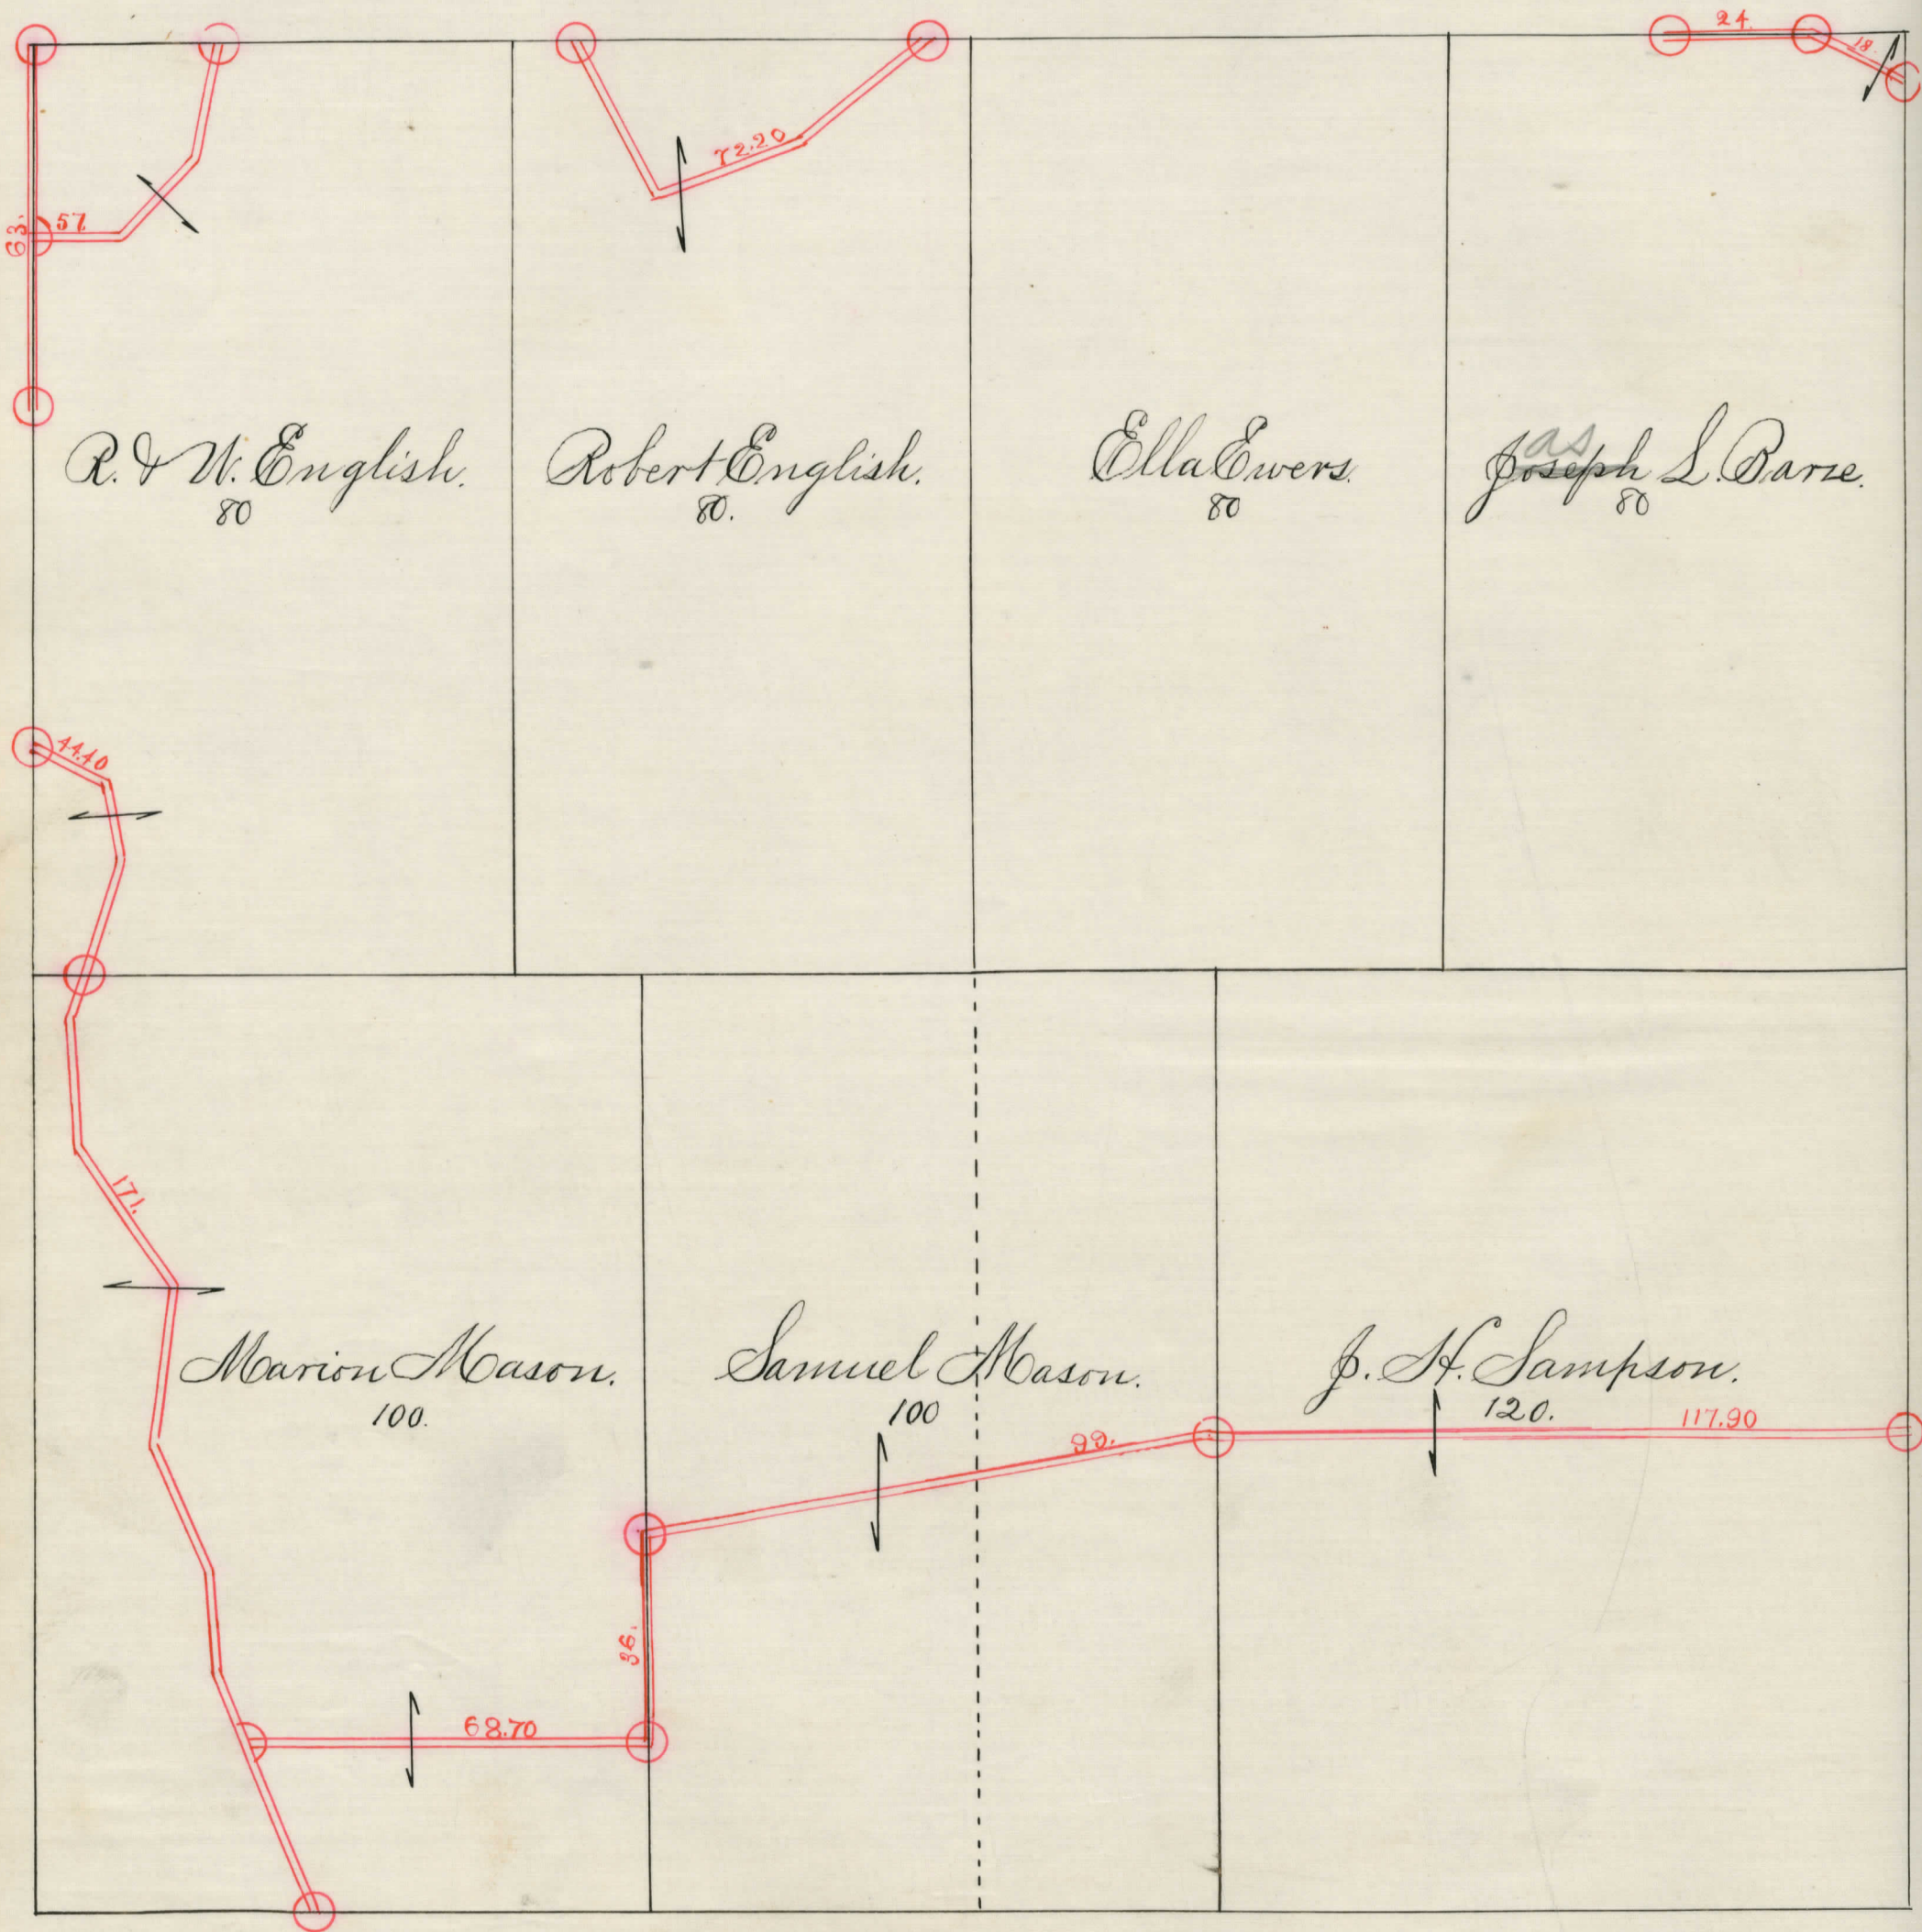 24.
18.
72.20
63.
57.
R. & W. English.
80
Robert English.
80.
Ella Ewers.
80
as
Joseph L. Barre.
80
44.40
171.
Marion Mason.
100.
Samuel Mason.
100
J. H. Sampson.
120.
117.90
99.
36.
68.70